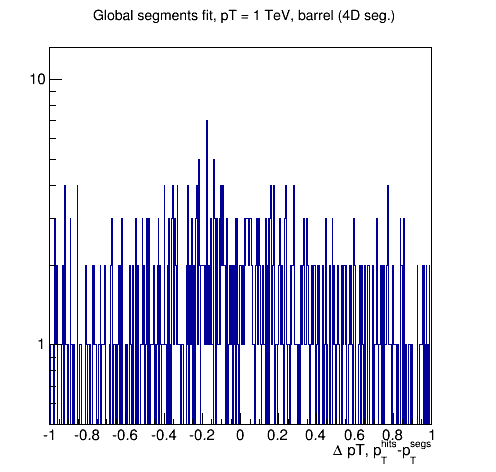 Global segments fit, pT = 1 TeV, barrel (4D seg.)
10
1
-1 -0.8 -0.6 -0.4 -0.2 0 0.2 0.4 0.6 0.8 1
Δ pT, p_T^hits-p_T^segs